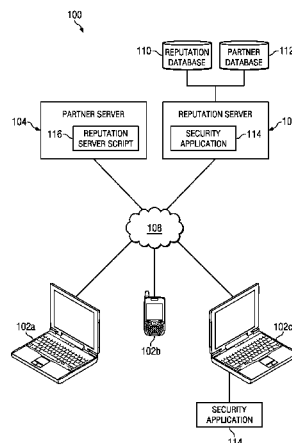 100
110
REPUTATION
DATABASE
PARTNER
DATABASE
112
104
PARTNER SERVER
116
REPUTATION
SERVER SCRIPT
REPUTATION SERVER
SECURITY
APPLICATION
114
10
108
102a
102b
102c
SECURITY
APPLICATION
114